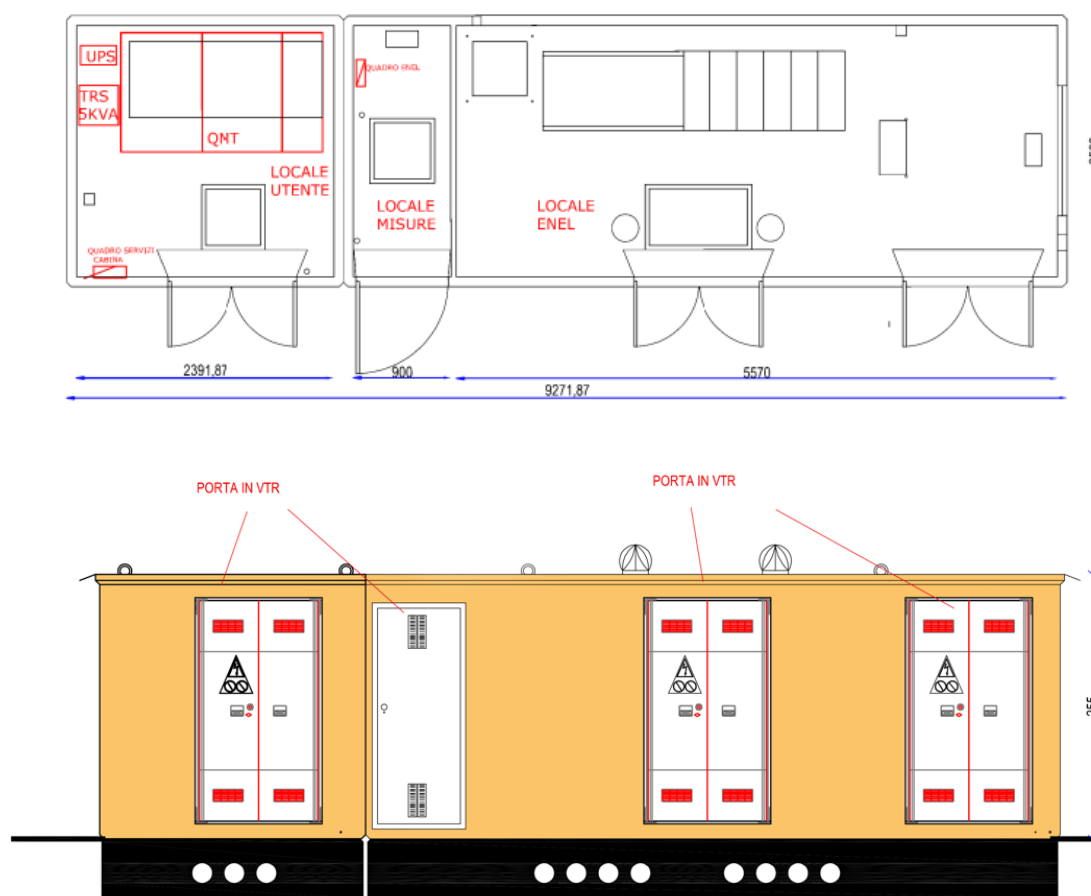 UPS
TRS
5KVA
QMT
LOCALE
UTENTE
QUADRO SERVIZI
CABINA
QUADRO ENEL
LOCALE
MISURE
LOCALE
ENEL
2391,87
900
5570
9271,87
PORTA IN VTR
PORTA IN VTR